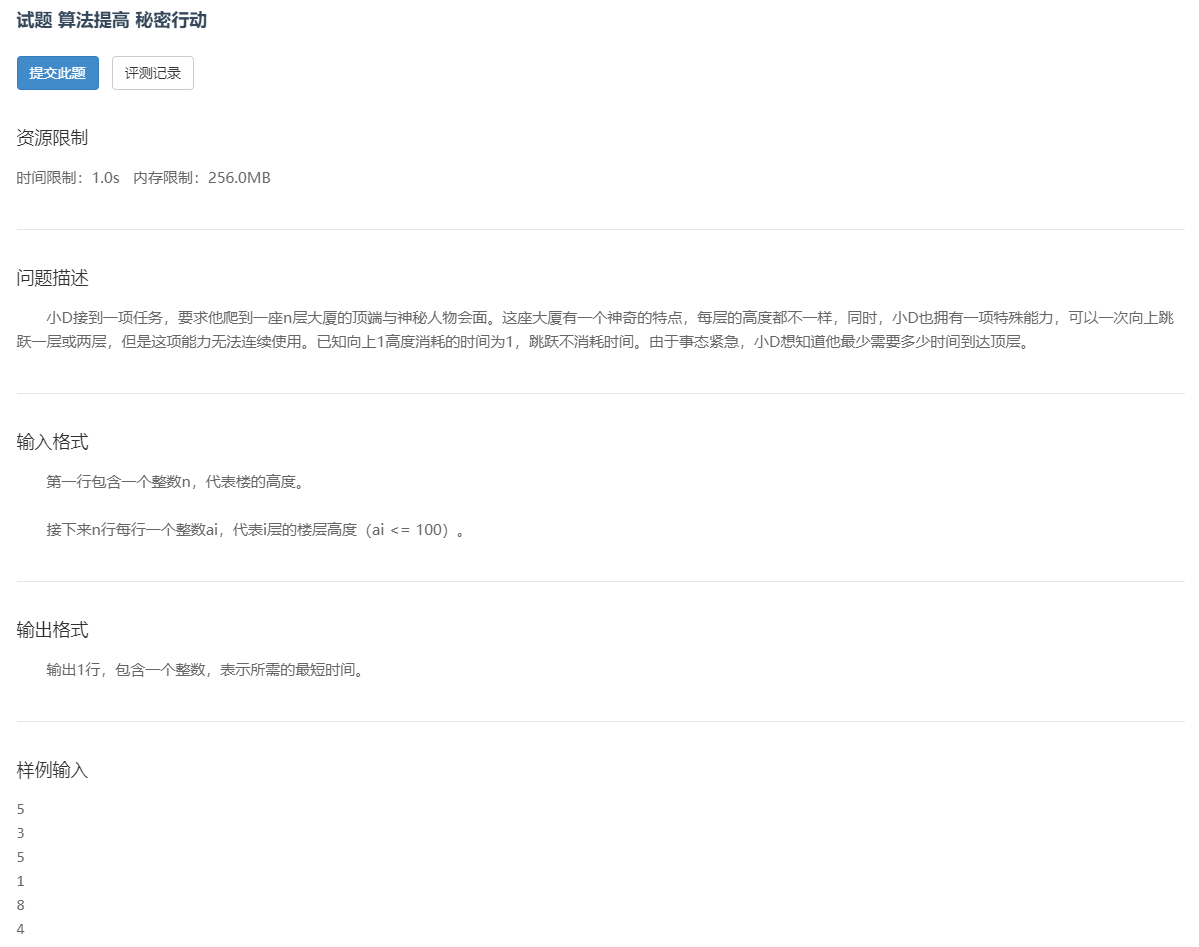 试题 算法提高 秘密行动
提交此题 评测记录
资源限制
时间限制：1.0s 内存限制：256.0MB
问题描述
小D接到一项任务，要求他爬到一座n层大厦的顶端与神秘人物会面。这座大厦有一个神奇的特点，每层的高度都不一样，同时，小D也拥有一项特殊能力，可以一次向上跳
跃一层或两层，但是这项能力无法连续使用。已知向上1高度消耗的时间为1，跳跃不消耗时间。由于事态紧急，小D想知道他最少需要多少时间到达顶层。
输入格式
第一行包含一个整数n，代表楼的高度。
接下来n行每行一个整数ai，代表i层的楼层高度（ai <= 100）。
输出格式
输出1行，包含一个整数，表示所需的最短时间。
样例输入
5
3
5
1
8
4